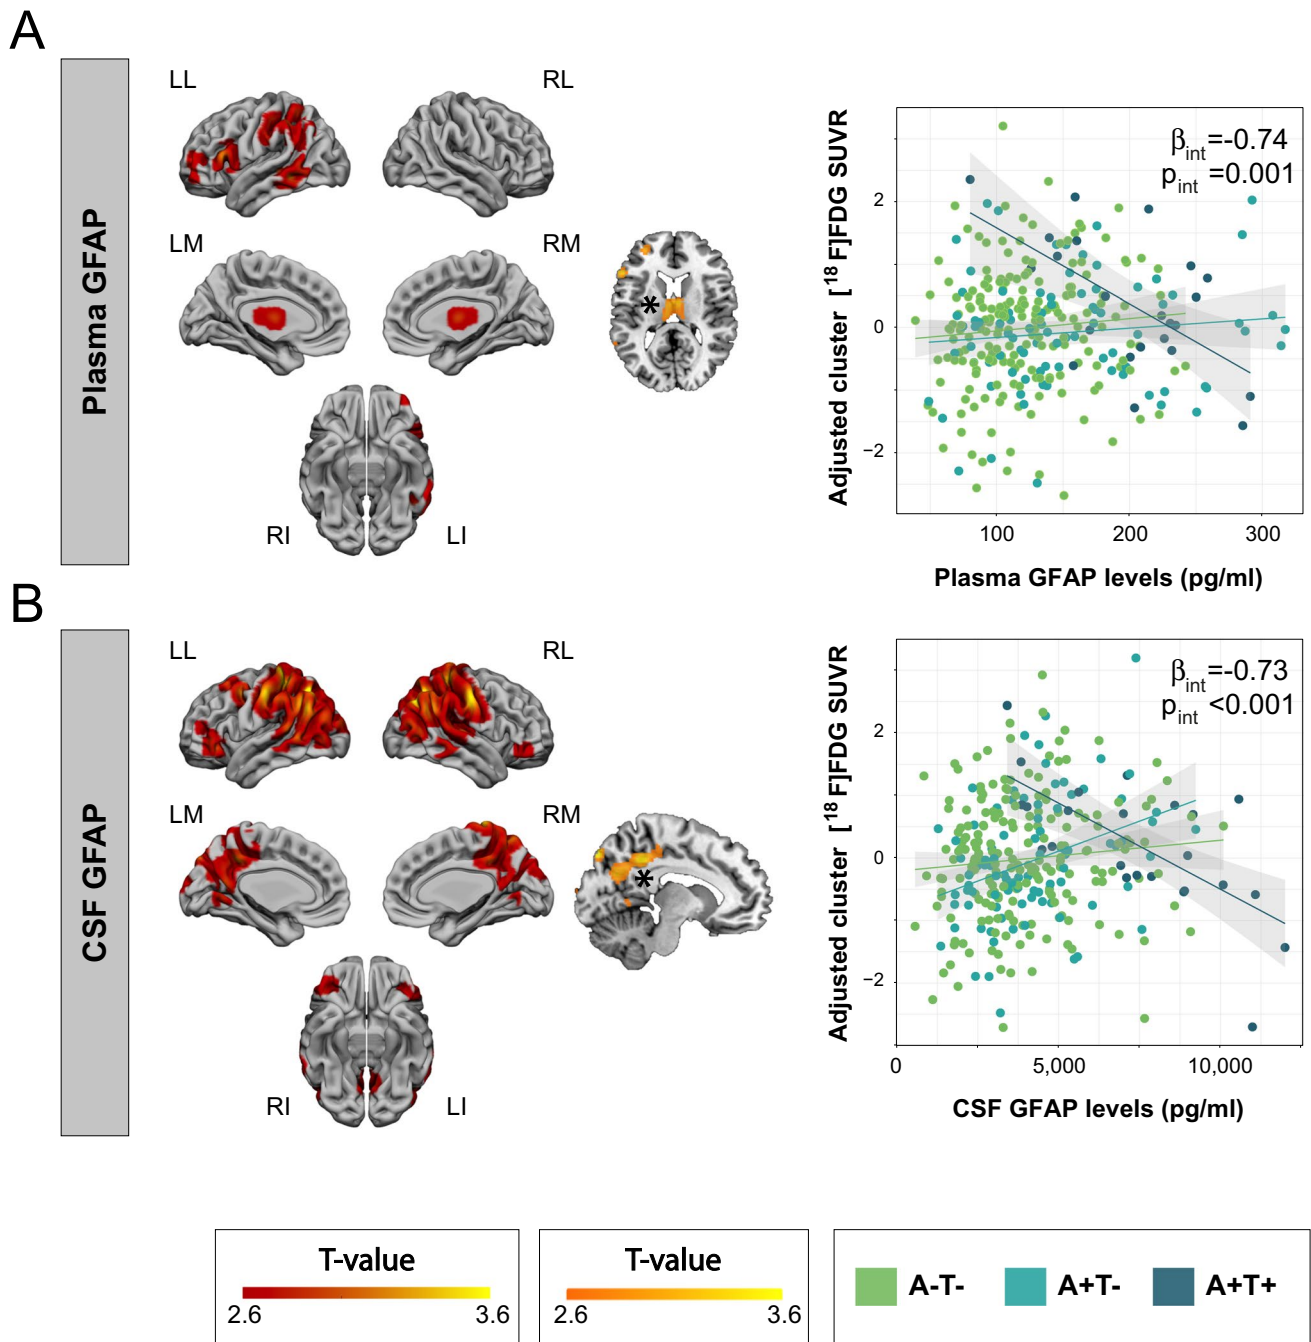 A
Plasma GFAP
LL
RL
LM
RM
*
RI
LI
Adjusted cluster [18F]FDG SUVR
βint=-0.74
pint =0.001
2
0
−2
100
200
300
Plasma GFAP levels (pg/ml)
B
CSF GFAP
LL
RL
LM
RM
*
RI
LI
Adjusted cluster [18F]FDG SUVR
βint=-0.73
pint <0.001
2
0
−2
0
5,000
10,000
CSF GFAP levels (pg/ml)
T-value
2.6
3.6
T-value
2.6
3.6
A-T-
A+T-
A+T+